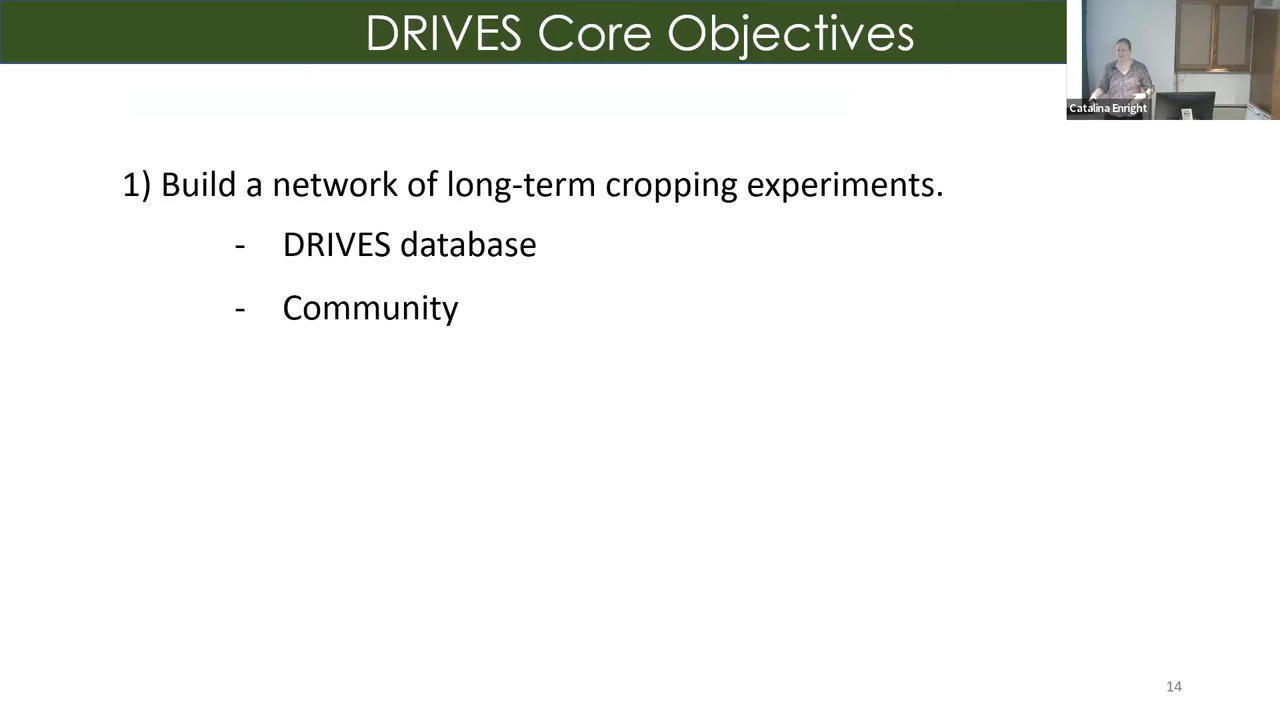 DRIVES Core Objectives
Catalina Enright
1) Build a network of long-term cropping experiments.
- DRIVES database
- Community
14